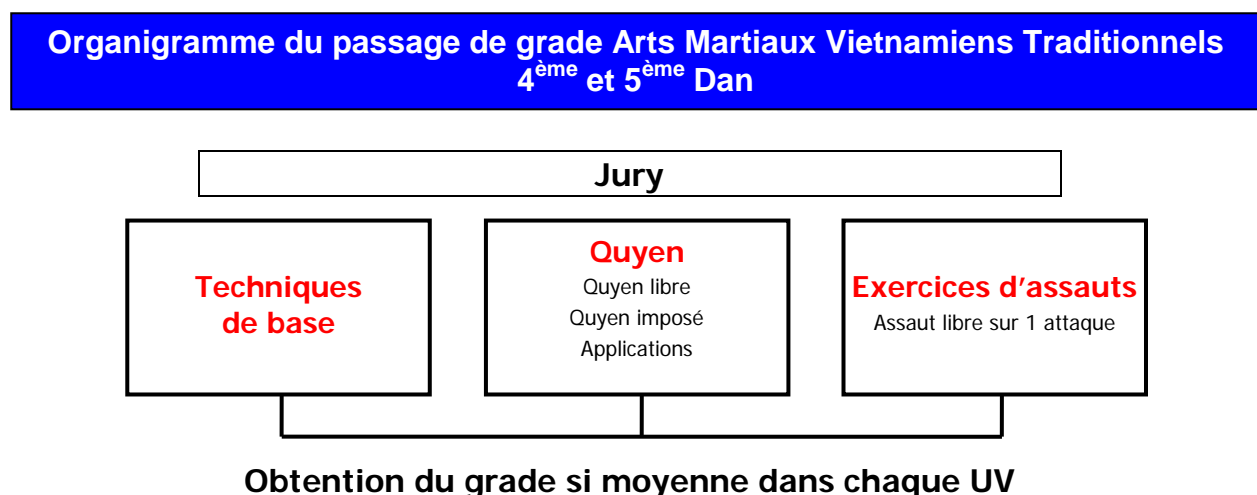 Organigramme du passage de grade Arts Martiaux Vietnamiens Traditionnels
4ème et 5ème Dan
Jury
Techniques
de base
Quyen
Quyen libre
Quyen imposé
Applications
Exercices d’assauts
Assaut libre sur 1 attaque
Obtention du grade si moyenne dans chaque UV